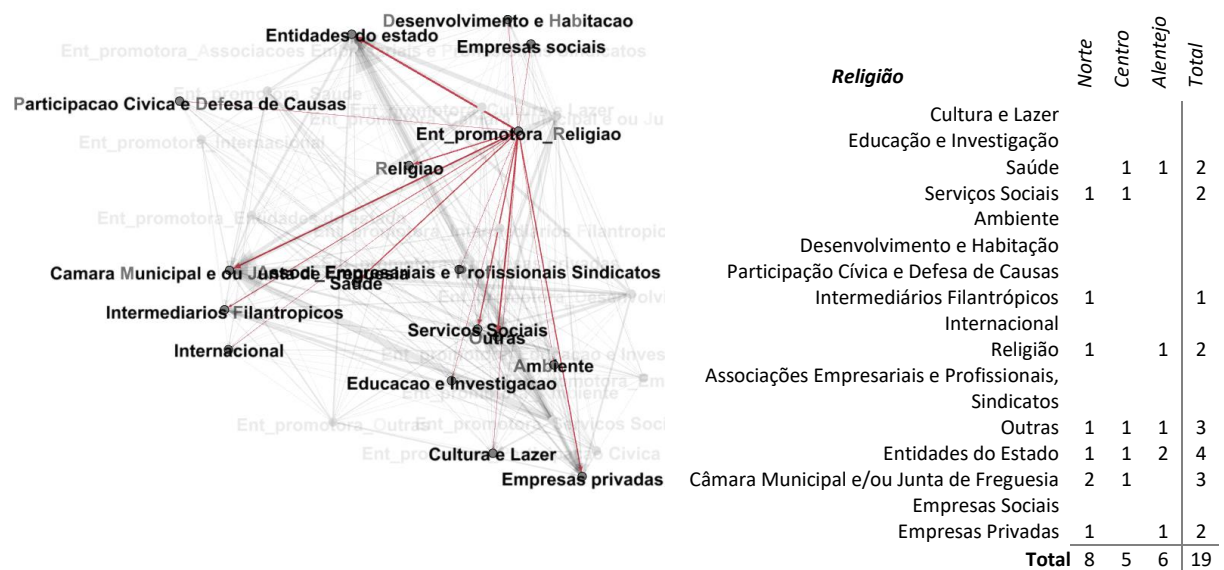 Desenvolvimento e Habitacao
Entidades do estado
Empresas sociais
Participacao Civica e Defesa de Causas
Ent_promotora_Saude
Ent_promotora_Religiao
Ent_promotora_Internacional
Religiao
Camara Municipal e ou Junta de Freguesia
Associ_Empresariais e Profissionais Sindicatos
Saude
Intermediarios Filantropicos
Servicos Sociais
Outras
Internacional
Ambiente
Educacao e Investigacao
Ent_promotora_Outras
Cultura e Lazer
Empresas privadas
Religião Norte Centro Alentejo Total
Cultura e Lazer
Educação e Investigação
Saúde 1 1 2
Serviços Sociais 1 1 2
Ambiente
Desenvolvimento e Habitação
Participação Cívica e Defesa de Causas
Intermediários Filantrópicos 1 1
Internacional
Religião 1 1 2
Associações Empresariais e Profissionais,
Sindicatos
Outras 1 1 1 3
Entidades do Estado 1 1 2 4
Câmara Municipal e/ou Junta de Freguesia 2 1 3
Empresas Sociais
Empresas Privadas 1 1 2
Total 8 5 6 19